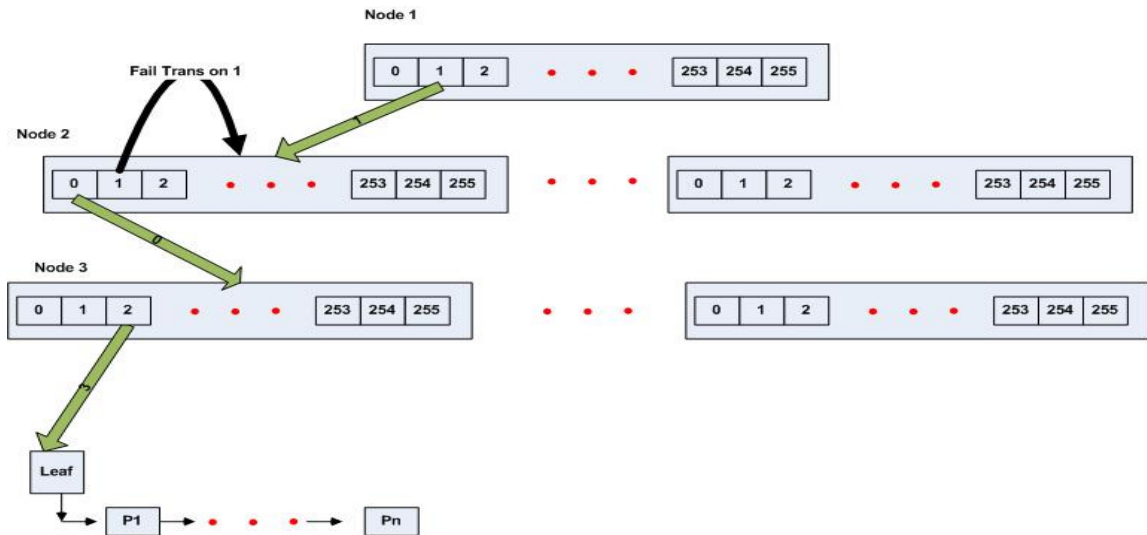 Node 1
0 1 2 253 254 255
Fail Trans on 1
1
Node 2
0 1 2 253 254 255 0 1 2 253 254 255
0
Node 3
0 1 2 253 254 255 0 1 2 253 254 255
3
Leaf
P1 Pn